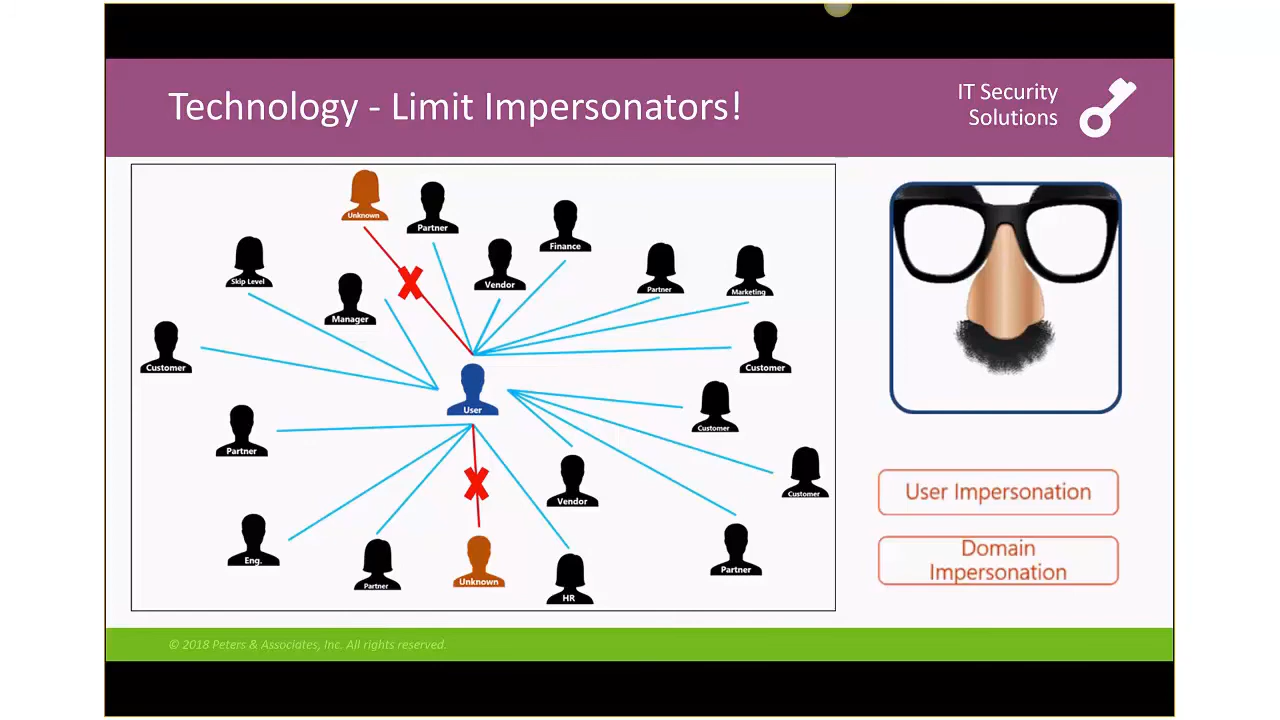 Technology - Limit Impersonators!
IT Security
Solutions
Unknown
Partner
Finance
Skip Level
Vendor
Partner
Marketing
Manager
Customer
Customer
User
Customer
Partner
Customer
Vendor
Eng.
Partner
Unknown
HR
Partner
User Impersonation
Domain
Impersonation
© 2018 Peters & Associates, Inc. All rights reserved.